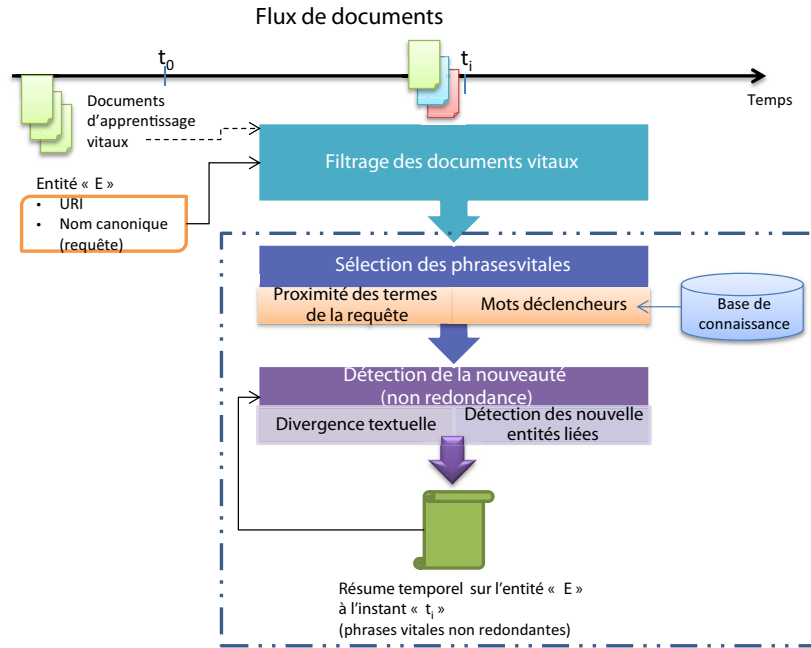 Flux de documents
t0
ti
Temps
Documents
d'apprentissage
vitaux
Filtrage des documents vitaux
Entité « E »
• URI
• Nom canonique
(requête)
Sélection des phrasesvitales
Proximité des termes
de la requête
Mots déclencheurs
Base de
connaissance
Détection de la nouveauté
(non redondance)
Divergence textuelle
Détection des nouvelle
entités liées
Résume temporel sur l'entité « E »
à l'instant « ti »
(phrases vitales non redondantes)